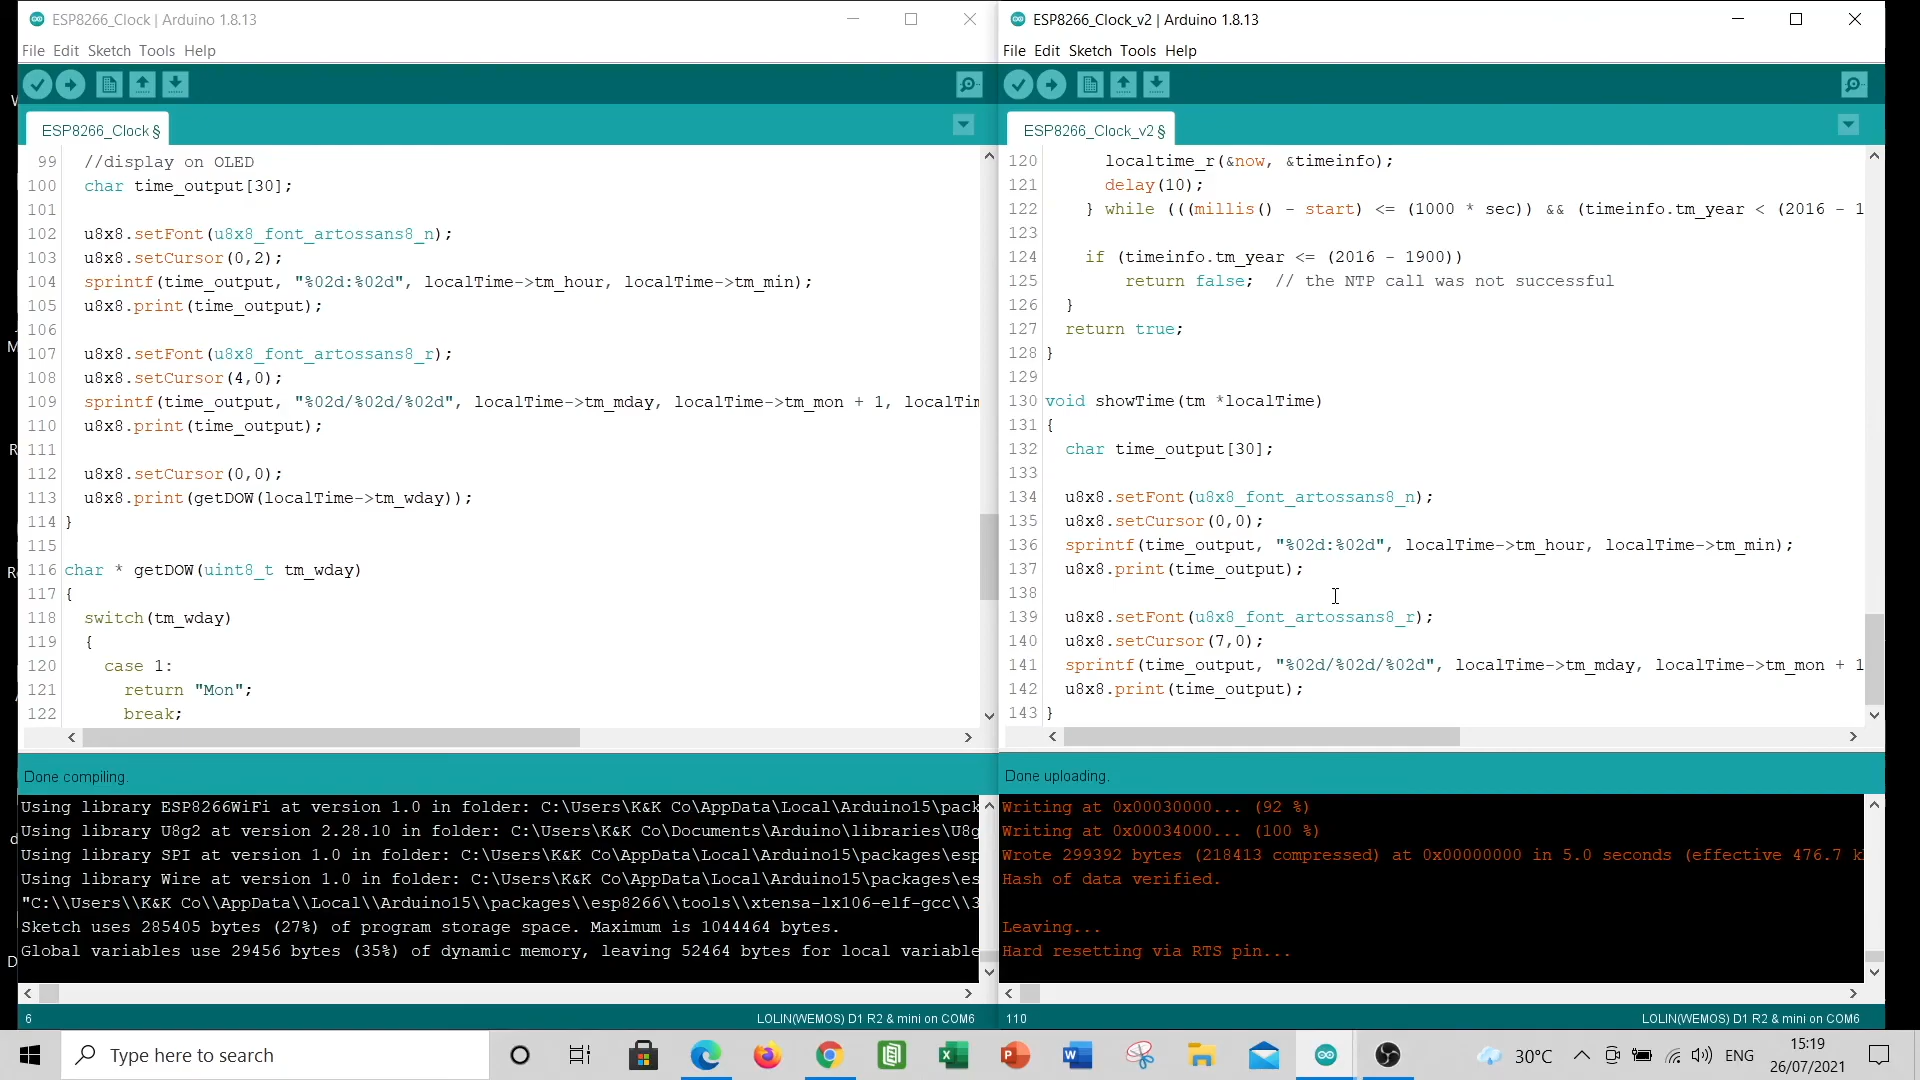 ESP8266_Clock | Arduino 1.8.13
File Edit Sketch Tools Help
ESP8266_Clock §
99 //display on OLED
100 char time_output[30];
101
102 u8x8.setFont(u8x8_font_artossans8_n);
103 u8x8.setCursor(0,2);
104 sprintf(time_output, "%02d:%02d", localTime->tm_hour, localTime->tm_min);
105 u8x8.print(time_output);
106
107 u8x8.setFont(u8x8_font_artossans8_r);
108 u8x8.setCursor(4,0);
109 sprintf(time_output, "%02d/%02d/%02d", localTime->tm_mday, localTime->tm_mon + 1, localTim
110 u8x8.print(time_output);
111
112 u8x8.setCursor(0,0);
113 u8x8.print(getDOW(localTime->tm_wday));
114 }
115
116 char * getDOW(uint8_t tm_wday)
117 {
118 switch(tm_wday)
119 {
120 case 1:
121 return "Mon";
122 break;
Done compiling.
Using library ESP8266WiFi at version 1.0 in folder: C:\Users\K&K Co\AppData\Local\Arduino15\pack
Using library U8g2 at version 2.28.10 in folder: C:\Users\K&K Co\Documents\Arduino\libraries\U8g
Using library SPI at version 1.0 in folder: C:\Users\K&K Co\AppData\Local\Arduino15\packages\esp
Using library Wire at version 1.0 in folder: C:\Users\K&K Co\AppData\Local\Arduino15\packages\es
"C:\\Users\\K&K Co\\AppData\\Local\\Arduino15\\packages\\esp8266\\tools\\xtensa-lx106-elf-gcc\\3
Sketch uses 285405 bytes (27%) of program storage space. Maximum is 1044464 bytes.
Global variables use 29456 bytes (35%) of dynamic memory, leaving 52464 bytes for local variable
6 LOLIN(WEMOS) D1 R2 & mini on COM6
ESP8266_Clock_v2 | Arduino 1.8.13
File Edit Sketch Tools Help
ESP8266_Clock_v2 §
120 localtime_r(&now, &timeinfo);
121 delay(10);
122 } while (((millis() - start) <= (1000 * sec)) && (timeinfo.tm_year < (2016 - 1
123
124 if (timeinfo.tm_year <= (2016 - 1900))
125 return false; // the NTP call was not successful
126 }
127 return true;
128 }
129
130 void showTime(tm *localTime)
131 {
132 char time_output[30];
133
134 u8x8.setFont(u8x8_font_artossans8_n);
135 u8x8.setCursor(0,0);
136 sprintf(time_output, "%02d:%02d", localTime->tm_hour, localTime->tm_min);
137 u8x8.print(time_output);
138
139 u8x8.setFont(u8x8_font_artossans8_r);
140 u8x8.setCursor(7,0);
141 sprintf(time_output, "%02d/%02d/%02d", localTime->tm_mday, localTime->tm_mon + 1
142 u8x8.print(time_output);
143 }
Done uploading.
Writing at 0x00030000... (92 %)
Writing at 0x00034000... (100 %)
Wrote 299392 bytes (218413 compressed) at 0x00000000 in 5.0 seconds (effective 476.7 k
Hash of data verified.
Leaving...
Hard resetting via RTS pin...
110 LOLIN(WEMOS) D1 R2 & mini on COM6
Type here to search
30°C ENG 15:19
26/07/2021